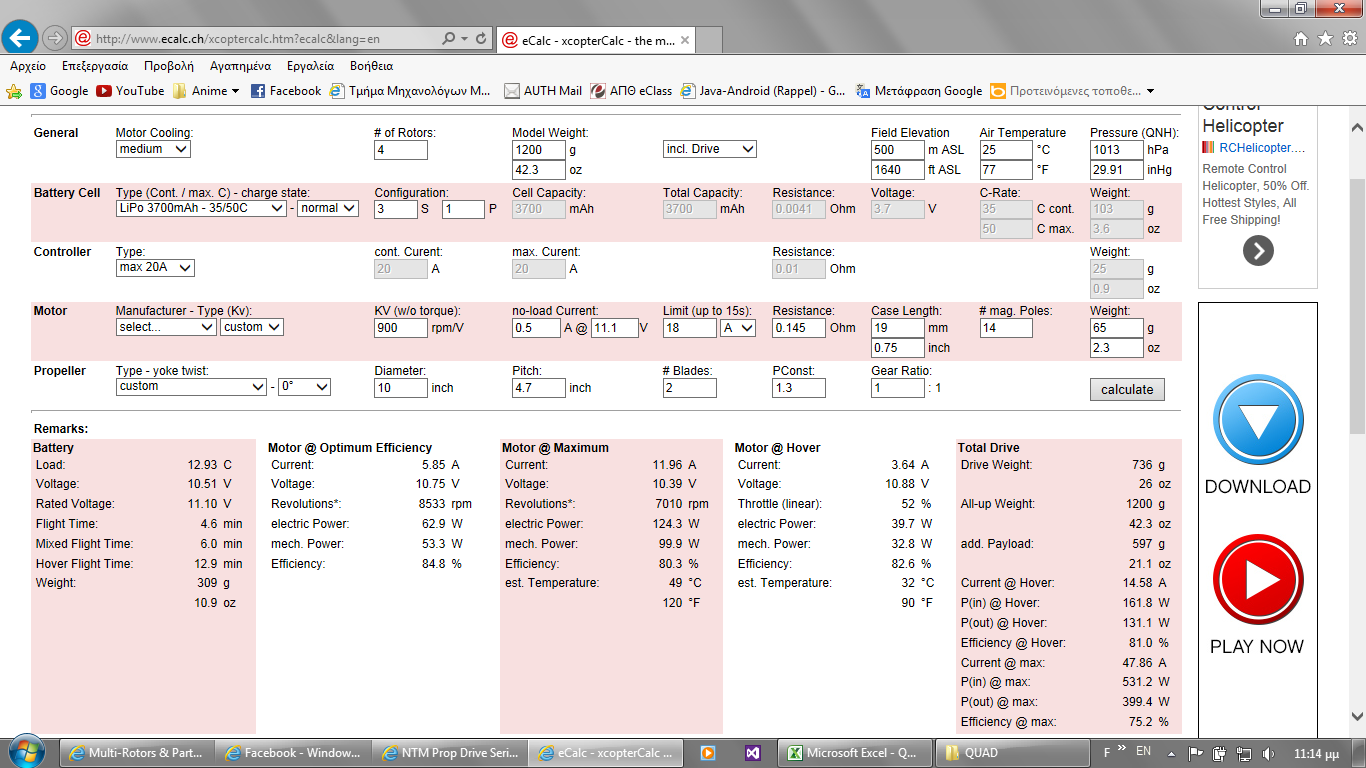 http://www.ecalc.ch/xcoptercalc.htm?ecalc&lang=en
eCalc - xcopterCalc - the m...
Αρχείο Επεξεργασία Προβολή Αγαπημένα Εργαλεία Βοήθεια
Google YouTube Anime Facebook Τμήμα Μηχανολόγων Μ... AUTH Mail ΑΠΘ eClass Java-Android (Rappel) - G... Μετάφραση Google Προτεινόμενες τοποθε...
General Motor Cooling: # of Rotors: Model Weight: Field Elevation Air Temperature Pressure (QNH):
medium 4 1200 g incl. Drive 500 m ASL 25 °C 1013 hPa
42.3 oz 1640 ft ASL 77 °F 29.91 inHg
Battery Cell Type (Cont. / max. C) - charge state: Configuration: Cell Capacity: Total Capacity: Resistance: Voltage: C-Rate: Weight:
LiPo 3700mAh - 35/50C - normal 3 S 1 P 3700 mAh 3700 mAh 0.0041 Ohm 3.7 V 35 C cont. 103 g
50 C max. 3.6 oz
Controller Type: cont. Curent: max. Curent: Resistance: Weight:
max 20A 20 A 20 A 0.01 Ohm 25 g
0.9 oz
Motor Manufacturer - Type (Kv): KV (w/o torque): no-load Current: Limit (up to 15s): Resistance: Case Length: # mag. Poles: Weight:
select... custom 900 rpm/V 0.5 A @ 11.1 V 18 A 0.145 Ohm 19 mm 14 65 g
0.75 inch 2.3 oz
Propeller Type - yoke twist: Diameter: Pitch: # Blades: PConst: Gear Ratio:
custom - 0° 10 inch 4.7 inch 2 1.3 1 : 1 calculate
Remarks:
Battery Motor @ Optimum Efficiency Motor @ Maximum Motor @ Hover Total Drive
Load: 12.93 C Current: 5.85 A Current: 11.96 A Current: 3.64 A Drive Weight: 736 g
Voltage: 10.51 V Voltage: 10.75 V Voltage: 10.39 V Voltage: 10.88 V 26 oz
Rated Voltage: 11.10 V Revolutions*: 8533 rpm Revolutions*: 7010 rpm Throttle (linear): 52 % All-up Weight: 1200 g
Flight Time: 4.6 min electric Power: 62.9 W electric Power: 124.3 W electric Power: 39.7 W 42.3 oz
Mixed Flight Time: 6.0 min mech. Power: 53.3 W mech. Power: 99.9 W mech. Power: 32.8 W add. Payload: 597 g
Hover Flight Time: 12.9 min Efficiency: 84.8 % Efficiency: 80.3 % Efficiency: 82.6 % 21.1 oz
Weight: 309 g est. Temperature: 49 °C est. Temperature: 32 °C Current @ Hover: 14.58 A
10.9 oz 120 °F 90 °F P(in) @ Hover: 161.8 W
P(out) @ Hover: 131.1 W
Efficiency @ Hover: 81.0 %
Current @ max: 47.86 A
P(in) @ max: 531.2 W
P(out) @ max: 399.4 W
Efficiency @ max: 75.2 %
Control
Helicopter
RCHelicopter....
Remote Control
Helicopter, 50% Off.
Hottest Styles, All
Free Shipping!
DOWNLOAD
PLAY NOW
Multi-Rotors & Part... Facebook - Window... NTM Prop Drive Seri... eCalc - xcopterCalc ... Microsoft Excel - Q... QUAD F EN 11:14 μμ